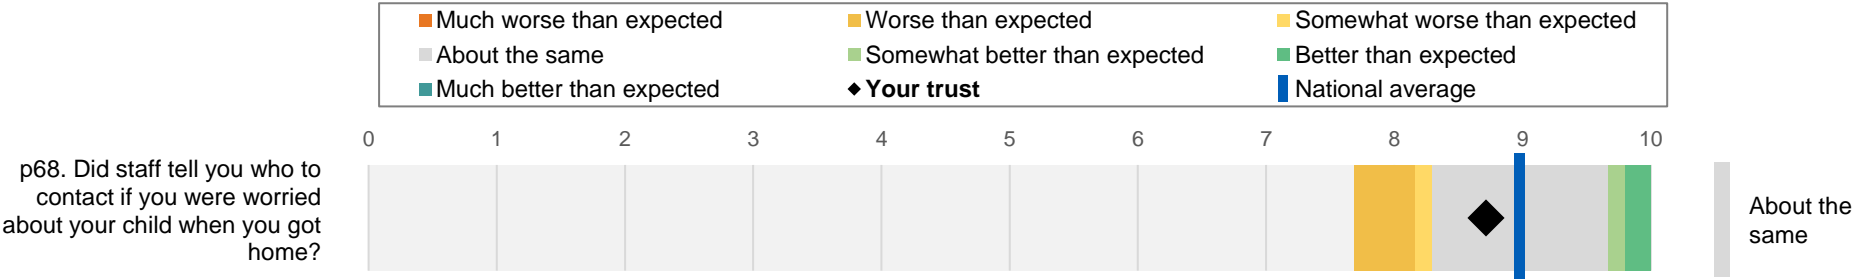 Much worse than expected
Worse than expected
Somewhat worse than expected
About the same
Somewhat better than expected
Better than expected
Much better than expected
Your trust
National average
0 1 2 3 4 5 6 7 8 9 10
p68. Did staff tell you who to
contact if you were worried
about your child when you got
home?
About the
same